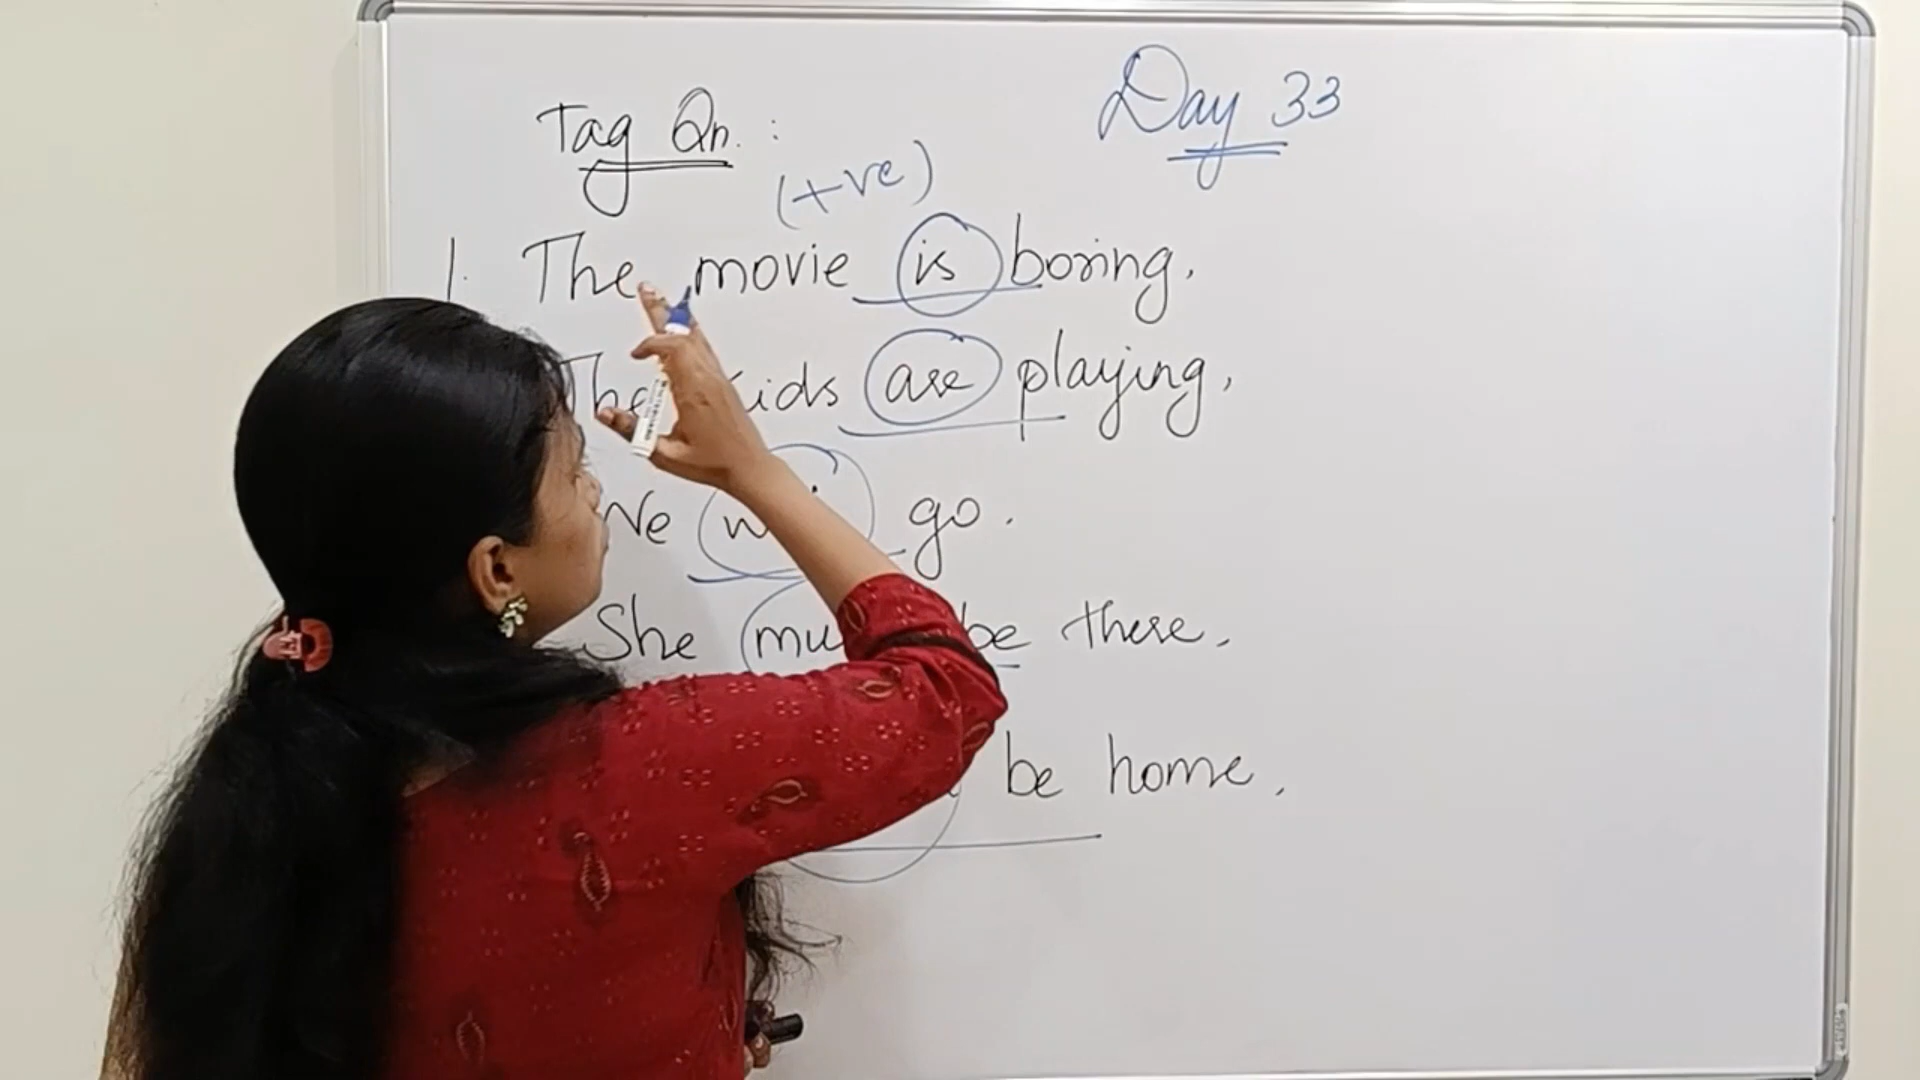 Day 33
Tag Qn. :
(+ve)
1. The movie is boring.
The kids are playing.
We go.
She be there.
be home.